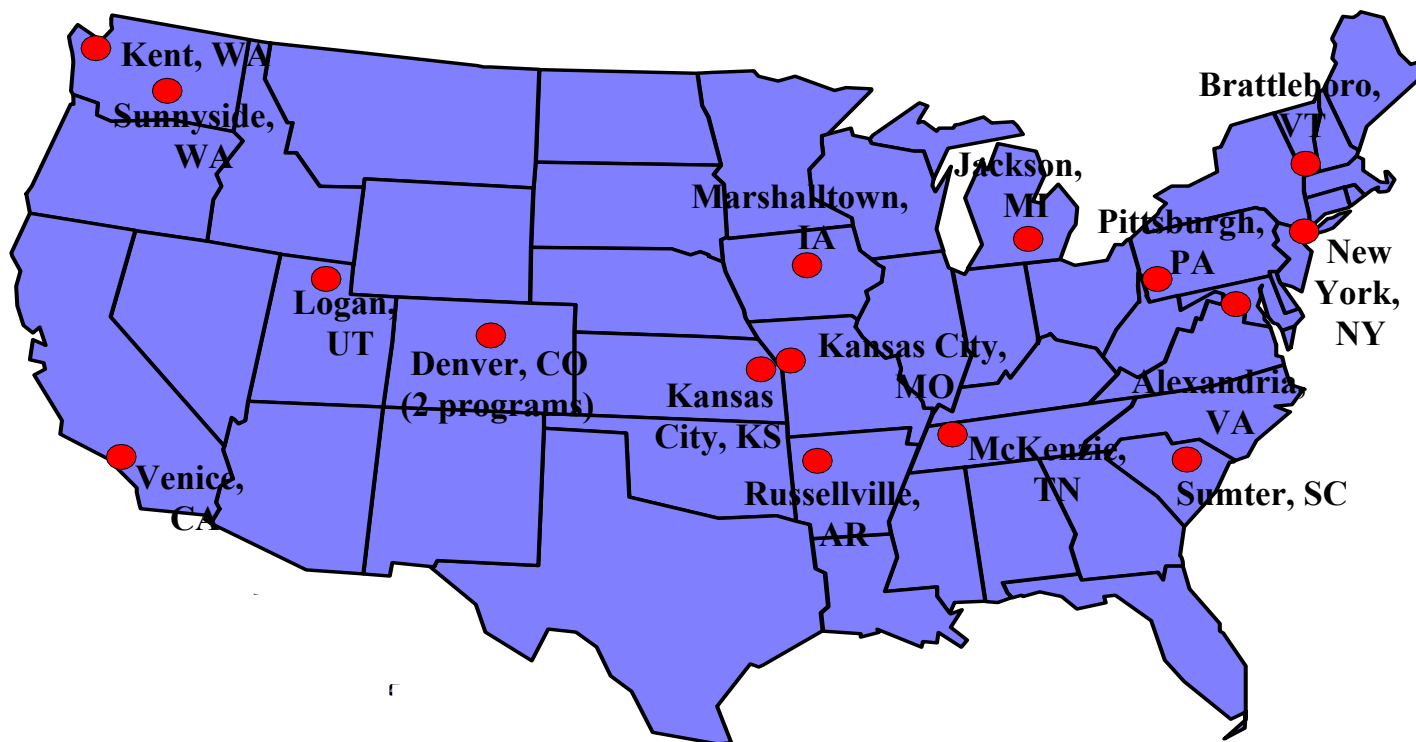 Kent, WA
Sunnyside,
WA
Brattleboro,
VT
Jackson,
MI
Marshalltown,
IA
Pittsburgh,
PA
New
York,
NY
Logan,
UT
Denver, CO
(2 programs)
Kansas City,
MO
Kansas
City, KS
Alexandria,
VA
McKenzie,
TN
Venice,
CA
Russellville,
AR
Sumter, SC